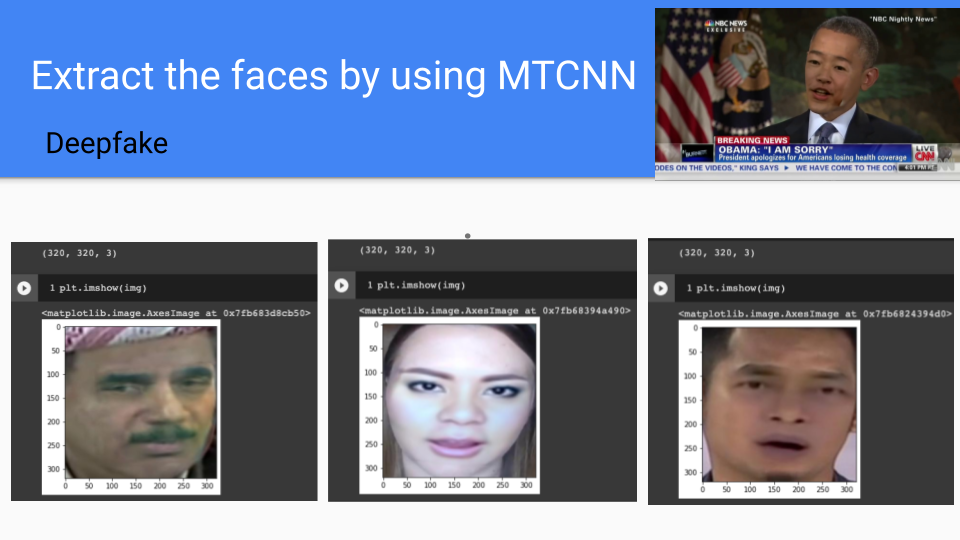 Extract the faces by using MTCNN
Deepfake
NBC NEWS
EXCLUSIVE
"NBC Nightly News"
BREAKING NEWS
OBAMA: "I AM SORRY"
President apologizes for Americans losing health coverage
LIVE
CNN
ODES ON THE VIDEOS," KING SAYS ▸ WE HAVE COME TO THE CON
(320, 320, 3)
1 plt.imshow(img)
<matplotlib.image.AxesImage at 0x7fb683d8cb50>
0
50
100
150
200
250
300
0 50 100 150 200 250 300
(320, 320, 3)
1 plt.imshow(img)
<matplotlib.image.AxesImage at 0x7fb68394a490>
0
50
100
150
200
250
300
0 50 100 150 200 250 300
(320, 320, 3)
1 plt.imshow(img)
<matplotlib.image.AxesImage at 0x7fb6824394d0>
0
50
100
150
200
250
300
0 50 100 150 200 250 300